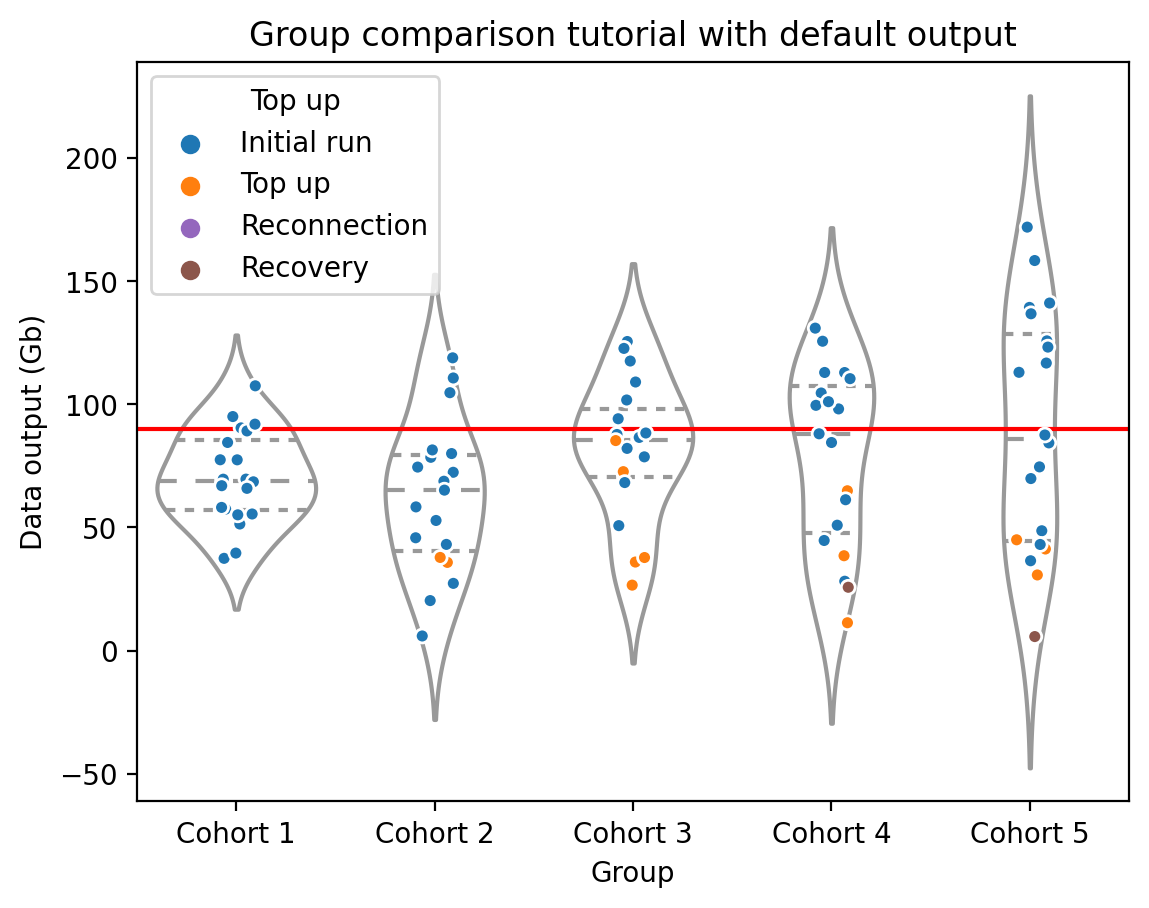 Group comparison tutorial with default output
Top up
Initial run
Top up
Reconnection
Recovery
200
150
100
50
0
−50
Data output (Gb)
Cohort 1
Cohort 2
Cohort 3
Cohort 4
Cohort 5
Group